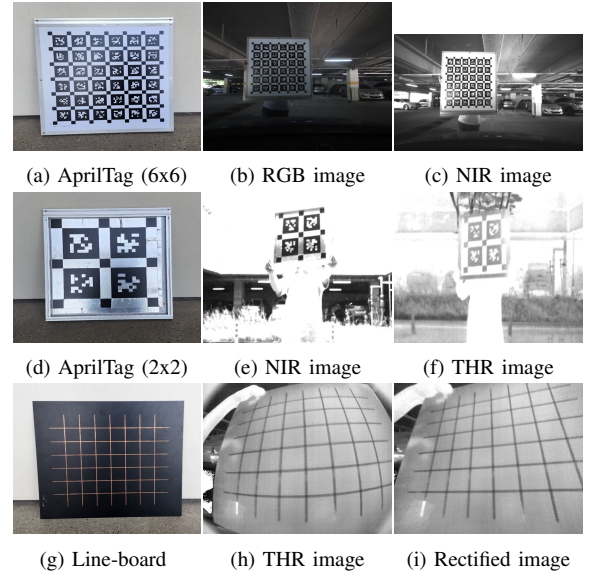 (a) AprilTag (6x6)
(b) RGB image
(c) NIR image
(d) AprilTag (2x2)
(e) NIR image
(f) THR image
(g) Line-board
(h) THR image
(i) Rectified image